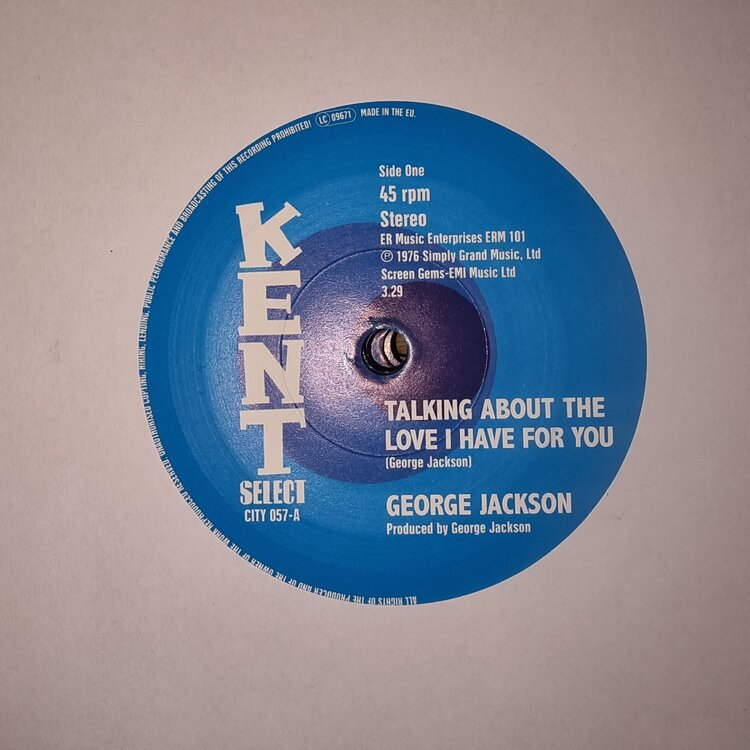 ALL RIGHTS OF THE PRODUCER AND OF THE OWNER OF THE WORK REPRODUCED RESERVED. UNAUTHORISED COPYING, HIRING, LENDING, PUBLIC PERFORMANCE AND BROADCASTING OF THIS RECORDING PROHIBITED! LC 09671 MADE IN THE EU.
KENT
SELECT
CITY 057-A
Side One
45 rpm
Stereo
ER Music Enterprises ERM 101
℗ 1976 Simply Grand Music, Ltd
Screen Gems-EMI Music Ltd
3.29
TALKING ABOUT THE
LOVE I HAVE FOR YOU
(George Jackson)
GEORGE JACKSON
Produced by George Jackson